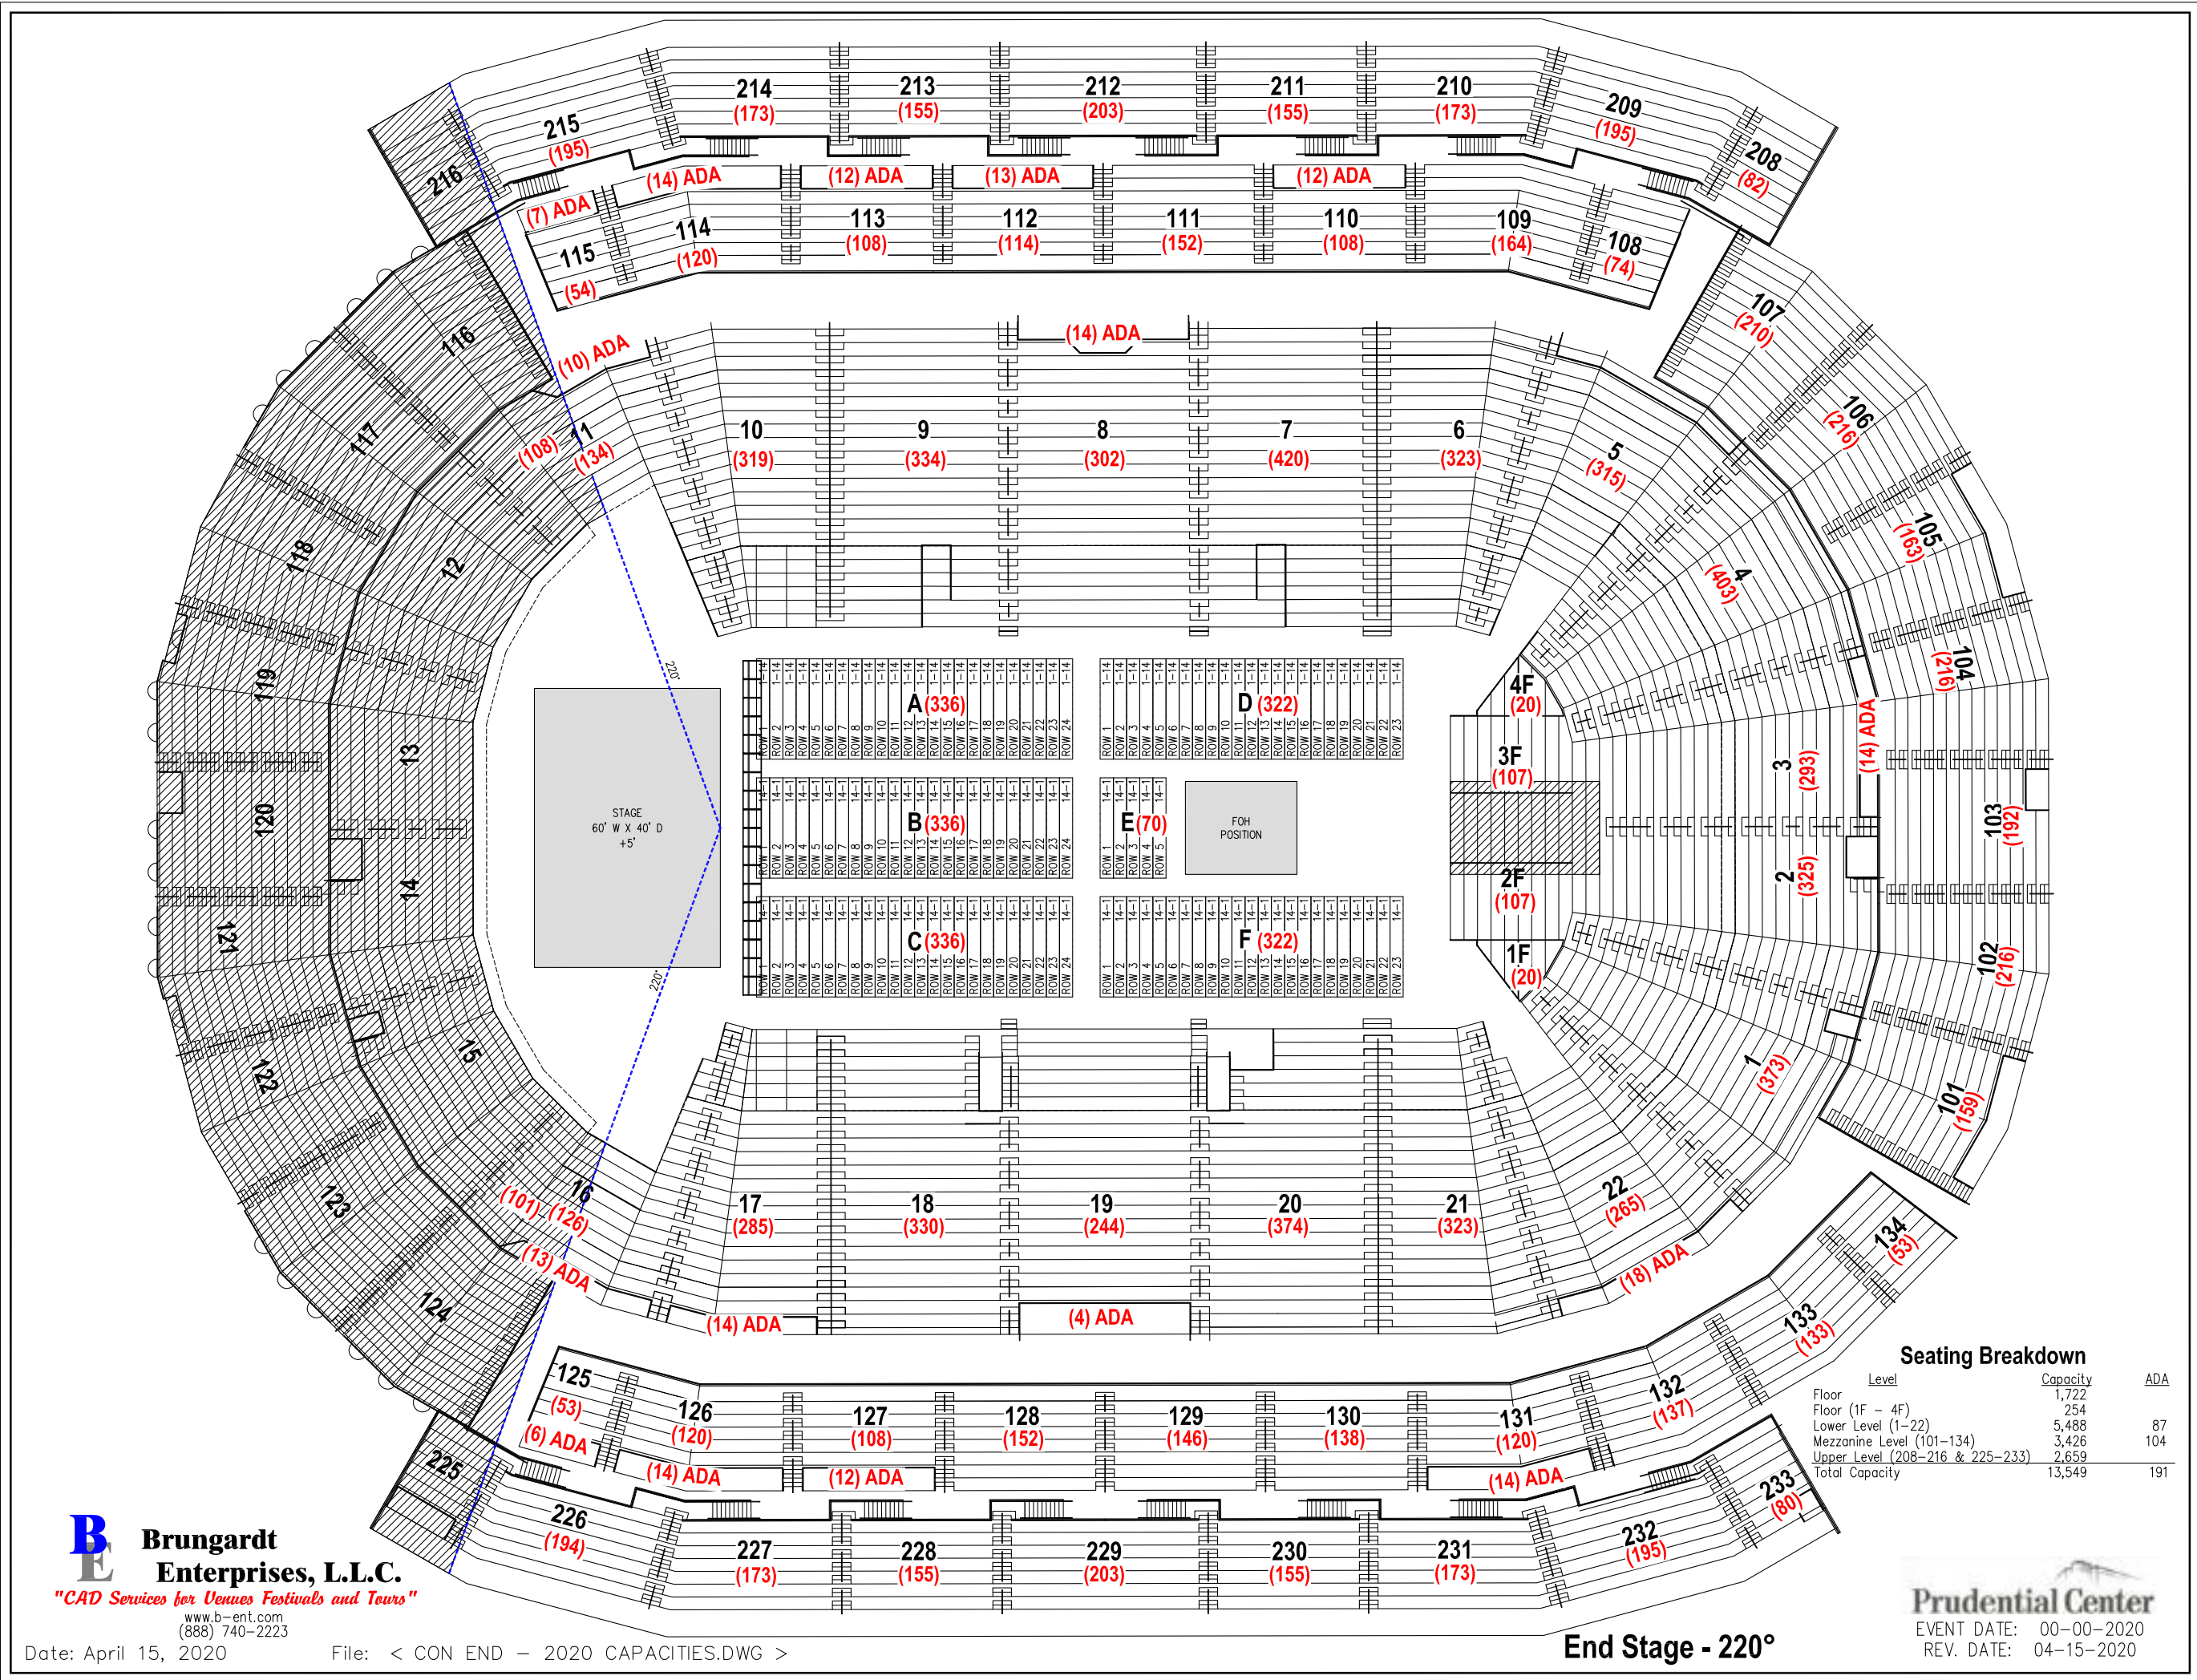 214
(173)
213
(155)
212
(203)
211
(155)
210
(173)
209
(195)
208
(82)
215
(195)
216
(14) ADA
(12) ADA
(13) ADA
(12) ADA
(7) ADA
115
(54)
114
(120)
113
(108)
112
(114)
111
(152)
110
(108)
109
(164)
108
(74)
107
(210)
106
(216)
105
(163)
104
(216)
103
(192)
102
(216)
101
(159)
116
117
118
119
120
121
122
123
124
(10) ADA
(14) ADA
11
(108)
(134)
10
(319)
9
(334)
8
(302)
7
(420)
6
(323)
5
(315)
4
(403)
3
(293)
2
(325)
1
(373)
(14) ADA
12
13
14
15
220°
220°
STAGE
60' W X 40' D
+5'
A (336)
B (336)
C (336)
D (322)
E (70)
F (322)
FOH
POSITION
4F
(20)
3F
(107)
2F
(107)
1F
(20)
16
(101)
(126)
(13) ADA
17
(285)
18
(330)
19
(244)
20
(374)
21
(323)
22
(265)
(14) ADA
(4) ADA
(18) ADA
125
(53)
(6) ADA
126
(120)
127
(108)
128
(152)
129
(146)
130
(138)
131
(120)
132
(137)
133
(133)
134
(53)
(14) ADA
(12) ADA
(14) ADA
225
226
(194)
227
(173)
228
(155)
229
(203)
230
(155)
231
(173)
232
(195)
233
(80)
Seating Breakdown
Level Capacity ADA
Floor 1,722
Floor (1F - 4F) 254
Lower Level (1-22) 5,488 87
Mezzanine Level (101-134) 3,426 104
Upper Level (208-216 & 225-233) 2,659
Total Capacity 13,549 191
BE
Brungardt
Enterprises, L.L.C.
"CAD Services for Venues Festivals and Tours"
www.b-ent.com
(888) 740-2223
Date: April 15, 2020 File: < CON END - 2020 CAPACITIES.DWG >
End Stage - 220°
Prudential Center
EVENT DATE: 00-00-2020
REV. DATE: 04-15-2020